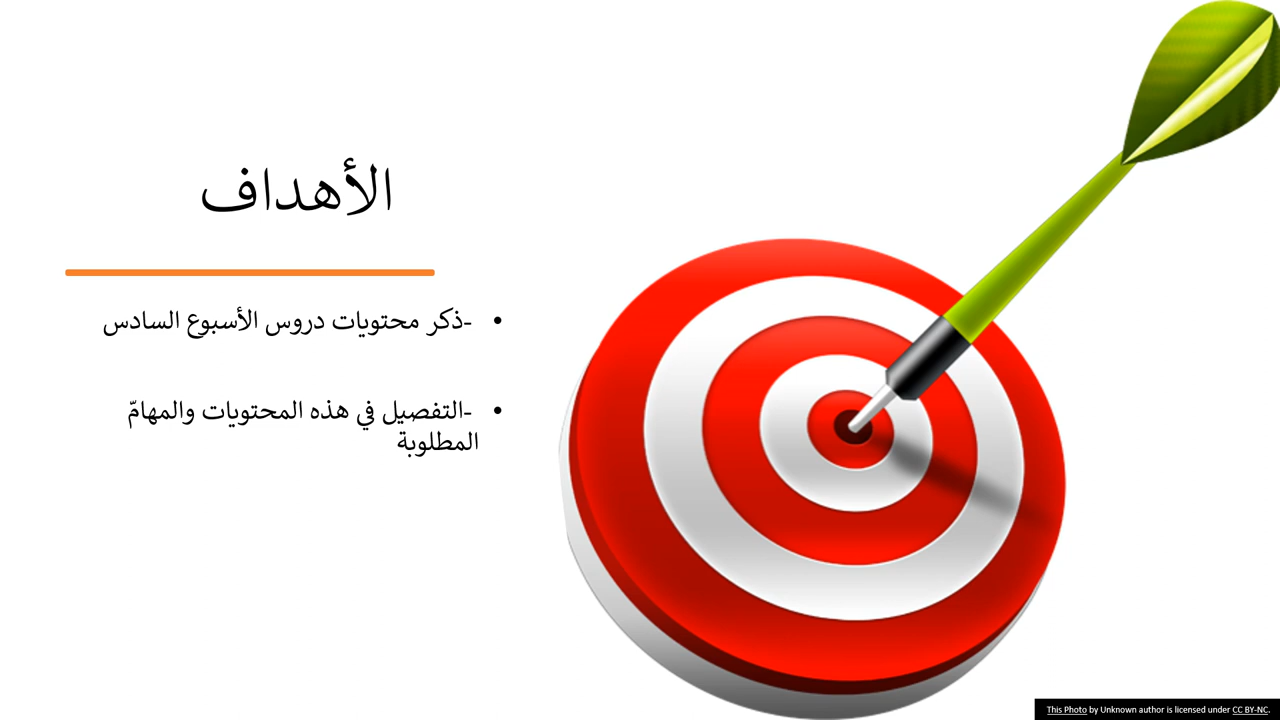 الأهداف
• -ذكر محتويات دروس الأسبوع السادس
• -التفصيل في هذه المحتويات والمهامّ
المطلوبة
This Photo by Unknown author is licensed under CC BY-NC.